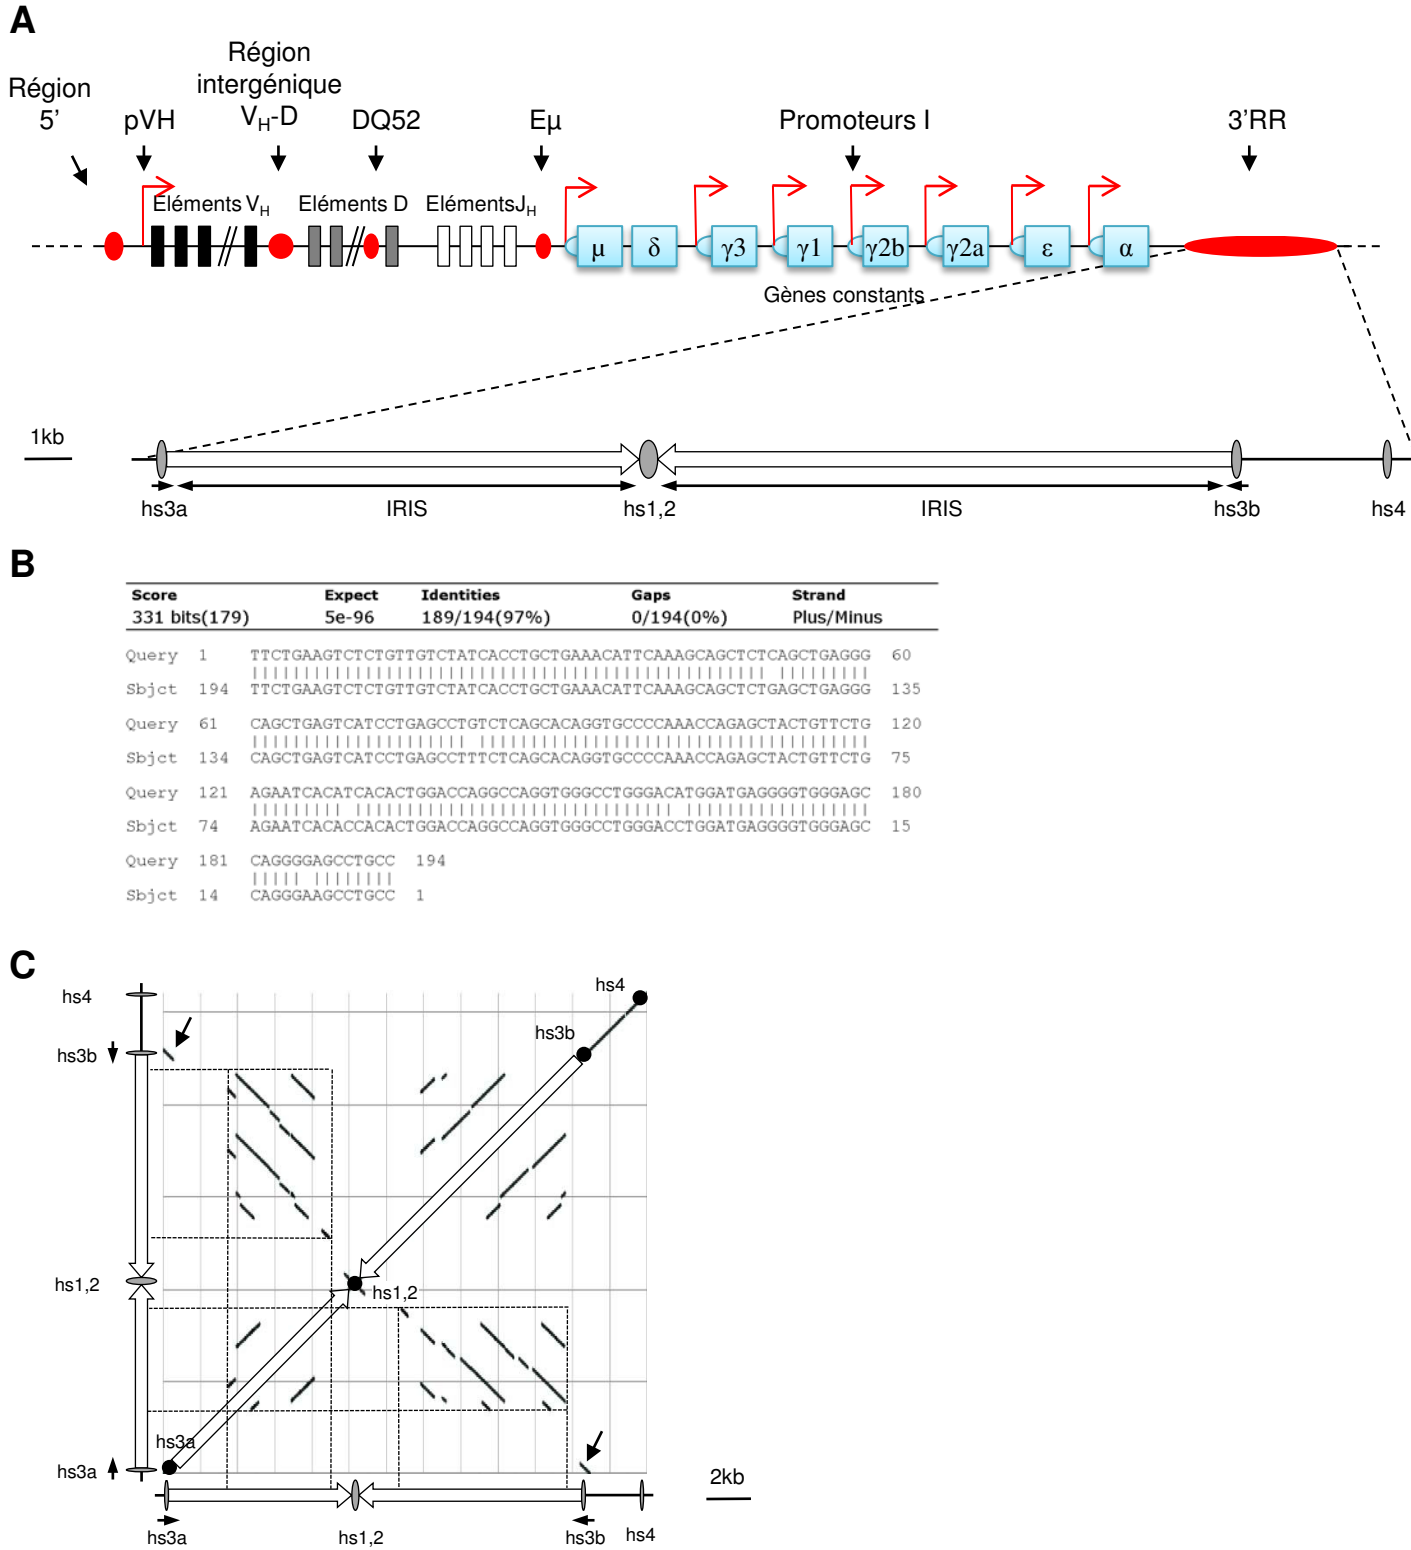 A
Région
5'
pVH
Région
intergénique
VH-D
DQ52
Eµ
Promoteurs I
3'RR
Eléments VH
Eléments D
ElémentsJH
µ
δ
γ3
γ1
γ2b
γ2a
ε
α
Gènes constants
1kb
hs3a
IRIS
hs1,2
IRIS
hs3b
hs4
B
Score Expect Identities Gaps Strand
331 bits(179) 5e-96 189/194(97%) 0/194(0%) Plus/Minus
Query 1 TTCTGAAGTCTCTGTTGTCTATCACCTGCTGAAACATTCAAAGCAGCTCTCAGCTGAGGG 60
Sbjct 194 TTCTGAAGTCTCTGTTGTCTATCACCTGCTGAAACATTCAAAGCAGCTCTGAGCTGAGGG 135
Query 61 CAGCTGAGTCATCCTGAGCCTGTCTCAGCACAGGTGCCCCAAACCAGAGCTACTGTTCTG 120
Sbjct 134 CAGCTGAGTCATCCTGAGCCTTTCTCAGCACAGGTGCCCCAAACCAGAGCTACTGTTCTG 75
Query 121 AGAATCACATCACACTGGACCAGGCCAGGTGGGCCTGGGACATGGATGAGGGGTGGGAGC 180
Sbjct 74 AGAATCACACCACACTGGACCAGGCCAGGTGGGCCTGGGACCTGGATGAGGGGTGGGAGC 15
Query 181 CAGGGGAGCCTGCC 194
Sbjct 14 CAGGGAAGCCTGCC 1
C
hs4
hs3b
hs1,2
hs3a
hs4
hs3b
hs1,2
hs3a
hs3a
hs1,2
hs3b
hs4
2kb